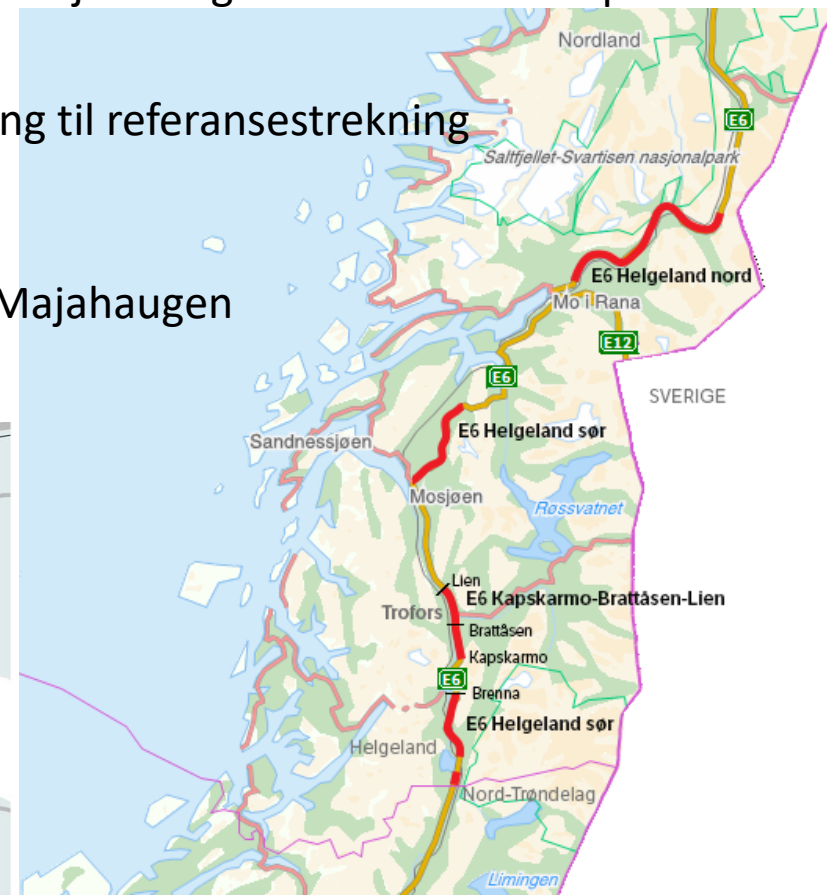 Nordland
ng til referansestrekning
E6
Saltfjellet-Svartisen nasjonalpark
E6 Helgeland nord
Majahaugen
Mo i Rana
E12
E6
SVERIGE
E6 Helgeland sør
Sandnessjøen
Mosjøen
Røssvatnet
Lien
E6 Kapskarmo-Brattåsen-Lien
Trofors
Brattåsen
Kapskarmo
E6
Brenna
E6 Helgeland sør
Helgeland
Nord-Trøndelag
Limingen